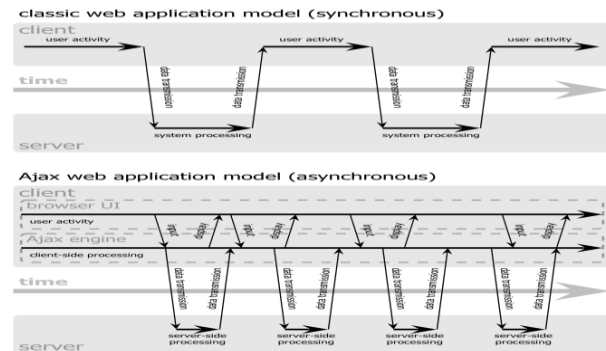 classic web application model (synchronous)
client
user activity
user activity
user activity
data transmission
data transmission
data transmission
data transmission
time
system processing
system processing
server
Ajax web application model (asynchronous)
client
browser UI
user activity
input
display
input
display
input
display
input
display
Ajax engine
client-side processing
data transmission
data transmission
data transmission
data transmission
data transmission
data transmission
data transmission
data transmission
time
server-side
processing
server-side
processing
server-side
processing
server-side
processing
server